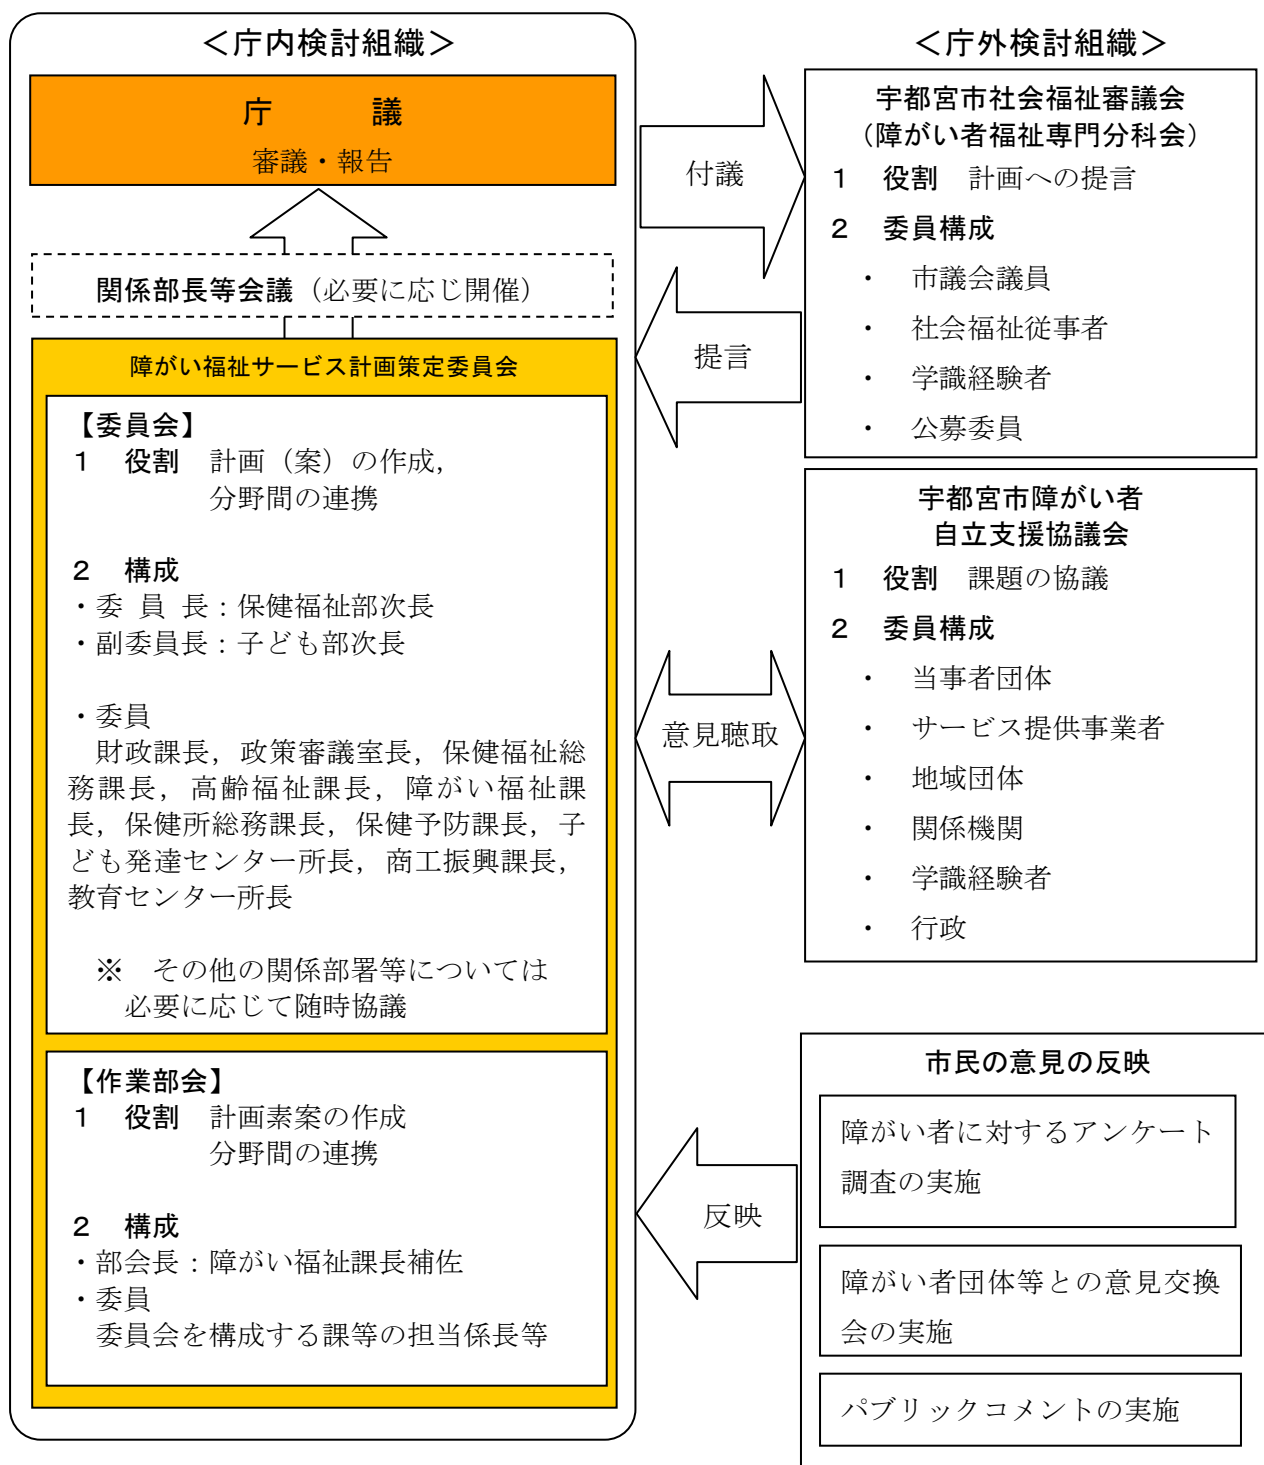 ＜庁内検討組織＞
庁　　議
審議・報告
関係部長等会議（必要に応じ開催）
障がい福祉サービス計画策定委員会
【委員会】
１　役割　計画（案）の作成，
分野間の連携
２　構成
・委 員 長：保健福祉部次長
・副委員長：子ども部次長
・委員
財政課長，政策審議室長，保健福祉総
務課長，高齢福祉課長，障がい福祉課
長，保健所総務課長，保健予防課長，子
ども発達センター所長，商工振興課長，
教育センター所長
※　その他の関係部署等については
必要に応じて随時協議
【作業部会】
１　役割　計画素案の作成
分野間の連携
２　構成
・部会長：障がい福祉課長補佐
・委員
委員会を構成する課等の担当係長等
付議
提言
意見聴取
反映
＜庁外検討組織＞
宇都宮市社会福祉審議会
（障がい者福祉専門分科会）
１　役割　計画への提言
２　委員構成
・　市議会議員
・　社会福祉従事者
・　学識経験者
・　公募委員
宇都宮市障がい者
自立支援協議会
１　役割　課題の協議
２　委員構成
・　当事者団体
・　サービス提供事業者
・　地域団体
・　関係機関
・　学識経験者
・　行政
市民の意見の反映
障がい者に対するアンケート
調査の実施
障がい者団体等との意見交換
会の実施
パブリックコメントの実施